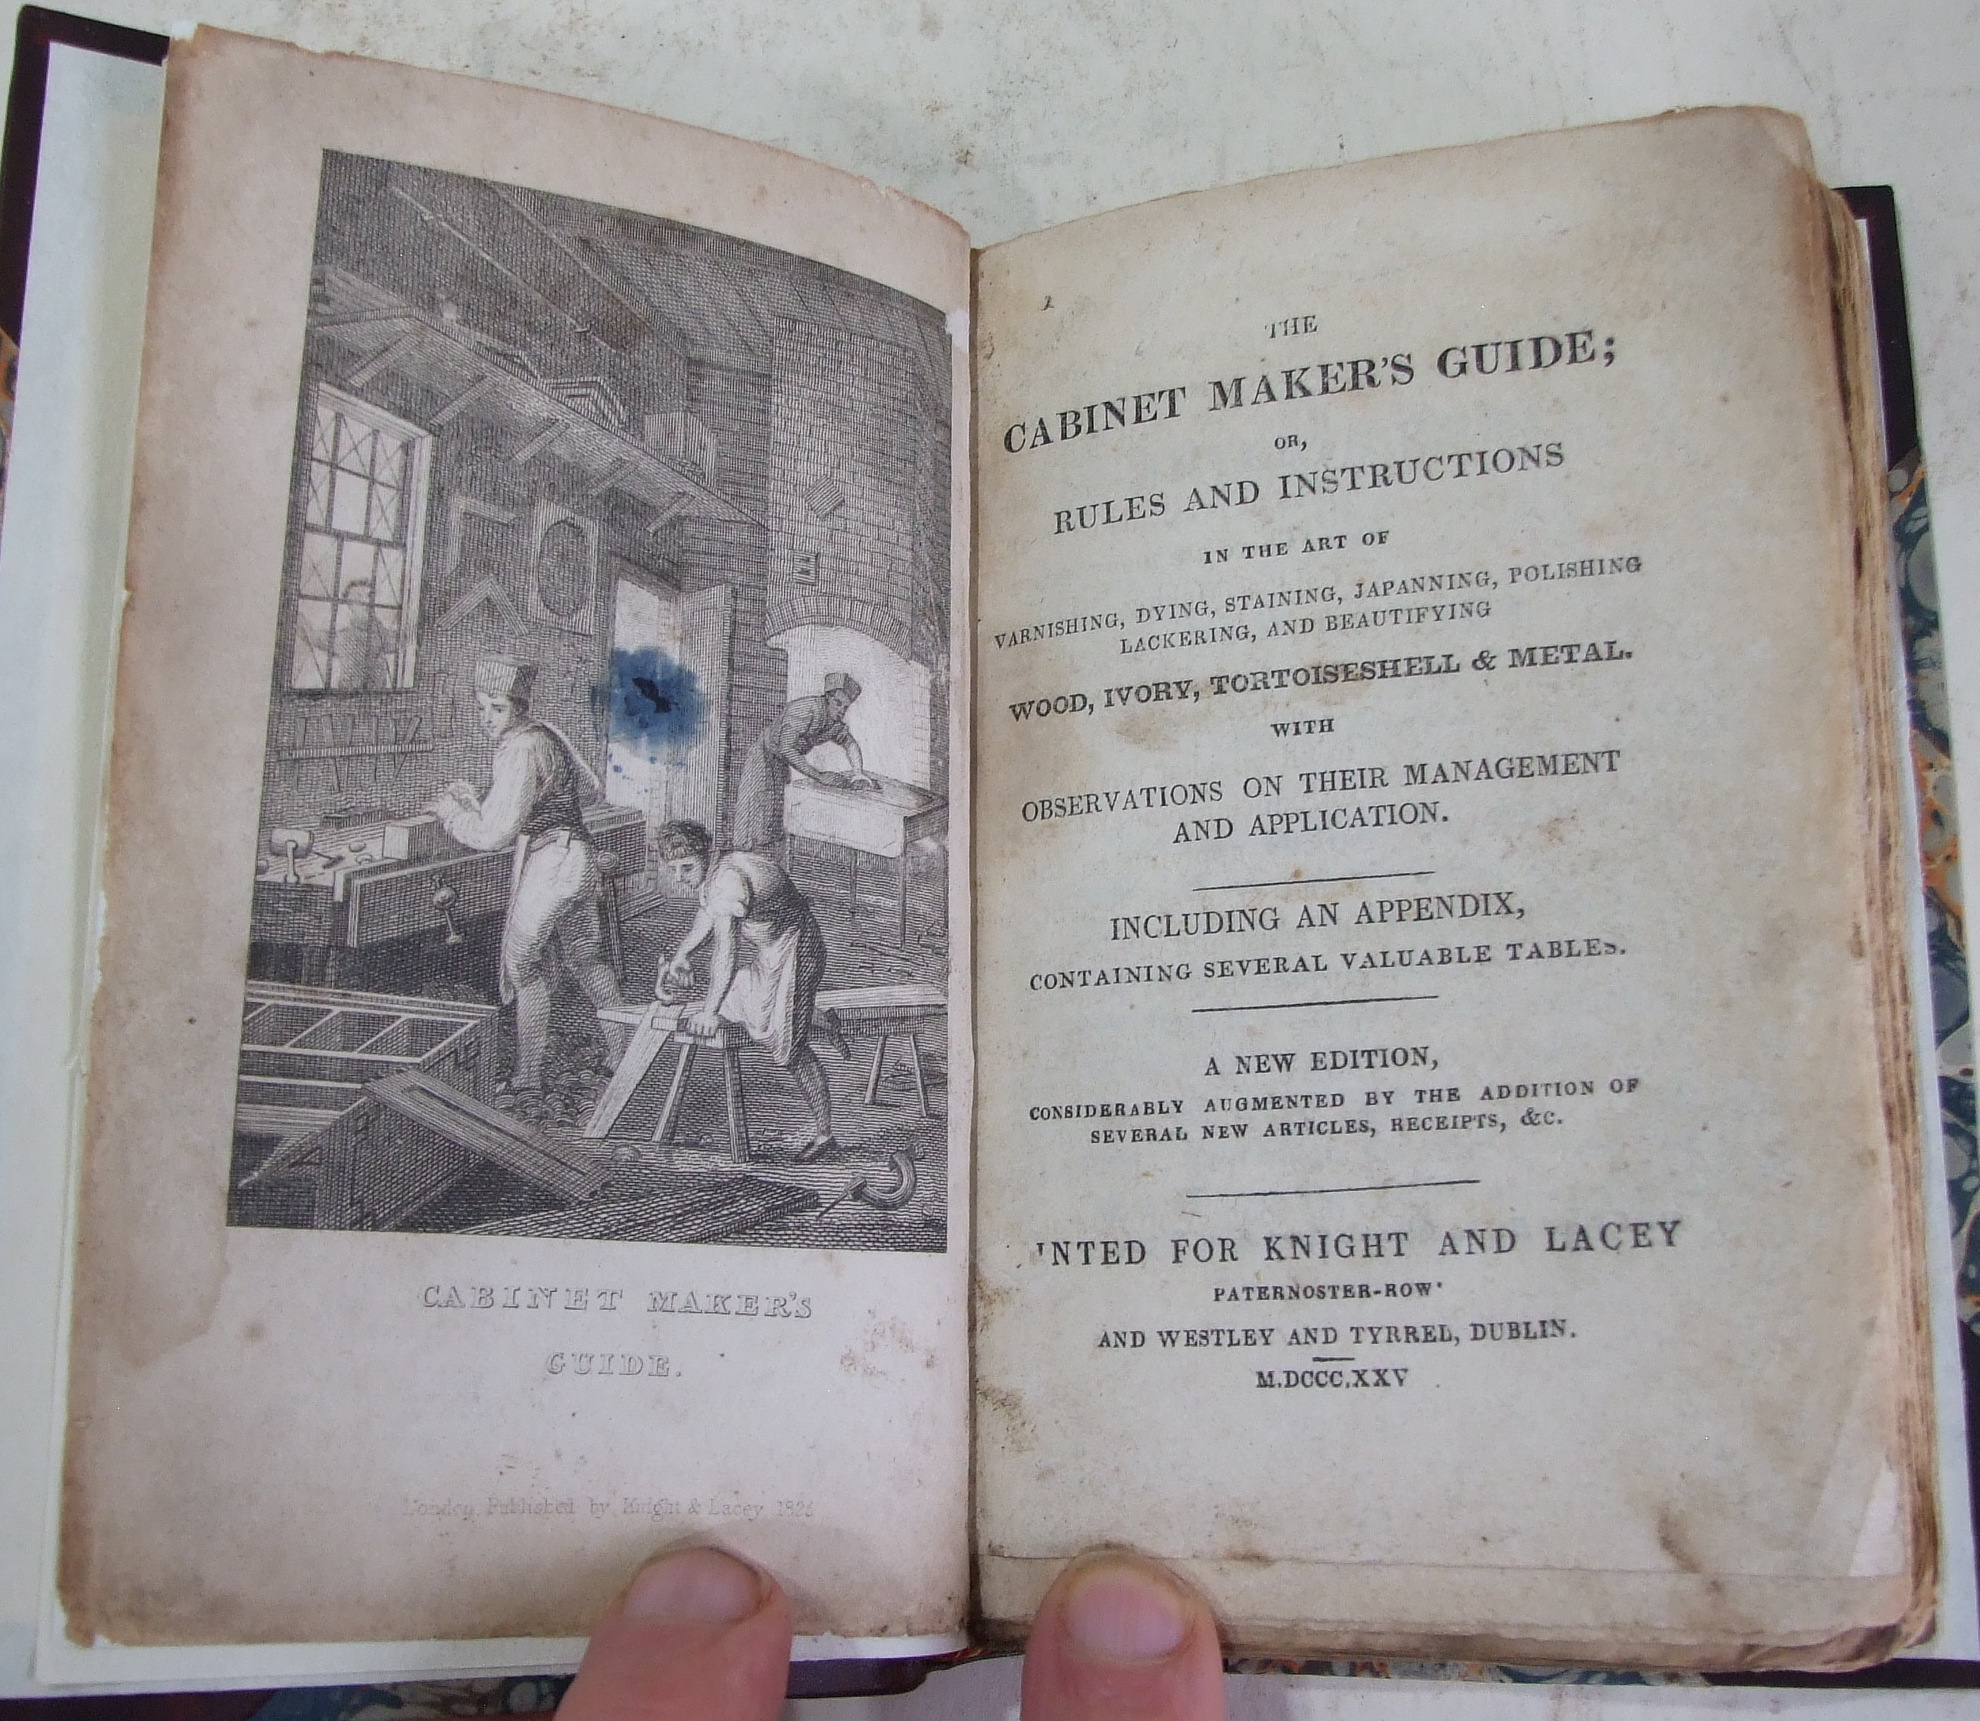 CABINET MAKER'S
GUIDE.
London Published by Knight & Lacey
THE
CABINET MAKER'S GUIDE;
OR,
RULES AND INSTRUCTIONS
IN THE ART OF
VARNISHING, DYING, STAINING, JAPANNING, POLISHING
LACKERING, AND BEAUTIFYING
WOOD, IVORY, TORTOISESHELL & METAL.
WITH
OBSERVATIONS ON THEIR MANAGEMENT
AND APPLICATION.
INCLUDING AN APPENDIX,
CONTAINING SEVERAL VALUABLE TABLES.
A NEW EDITION,
CONSIDERABLY AUGMENTED BY THE ADDITION OF
SEVERAL NEW ARTICLES, RECEIPTS, &c.
NTED FOR KNIGHT AND LACEY
PATERNOSTER-ROW
AND WESTLEY AND TYRREL, DUBLIN.
M.DCCC.XXV